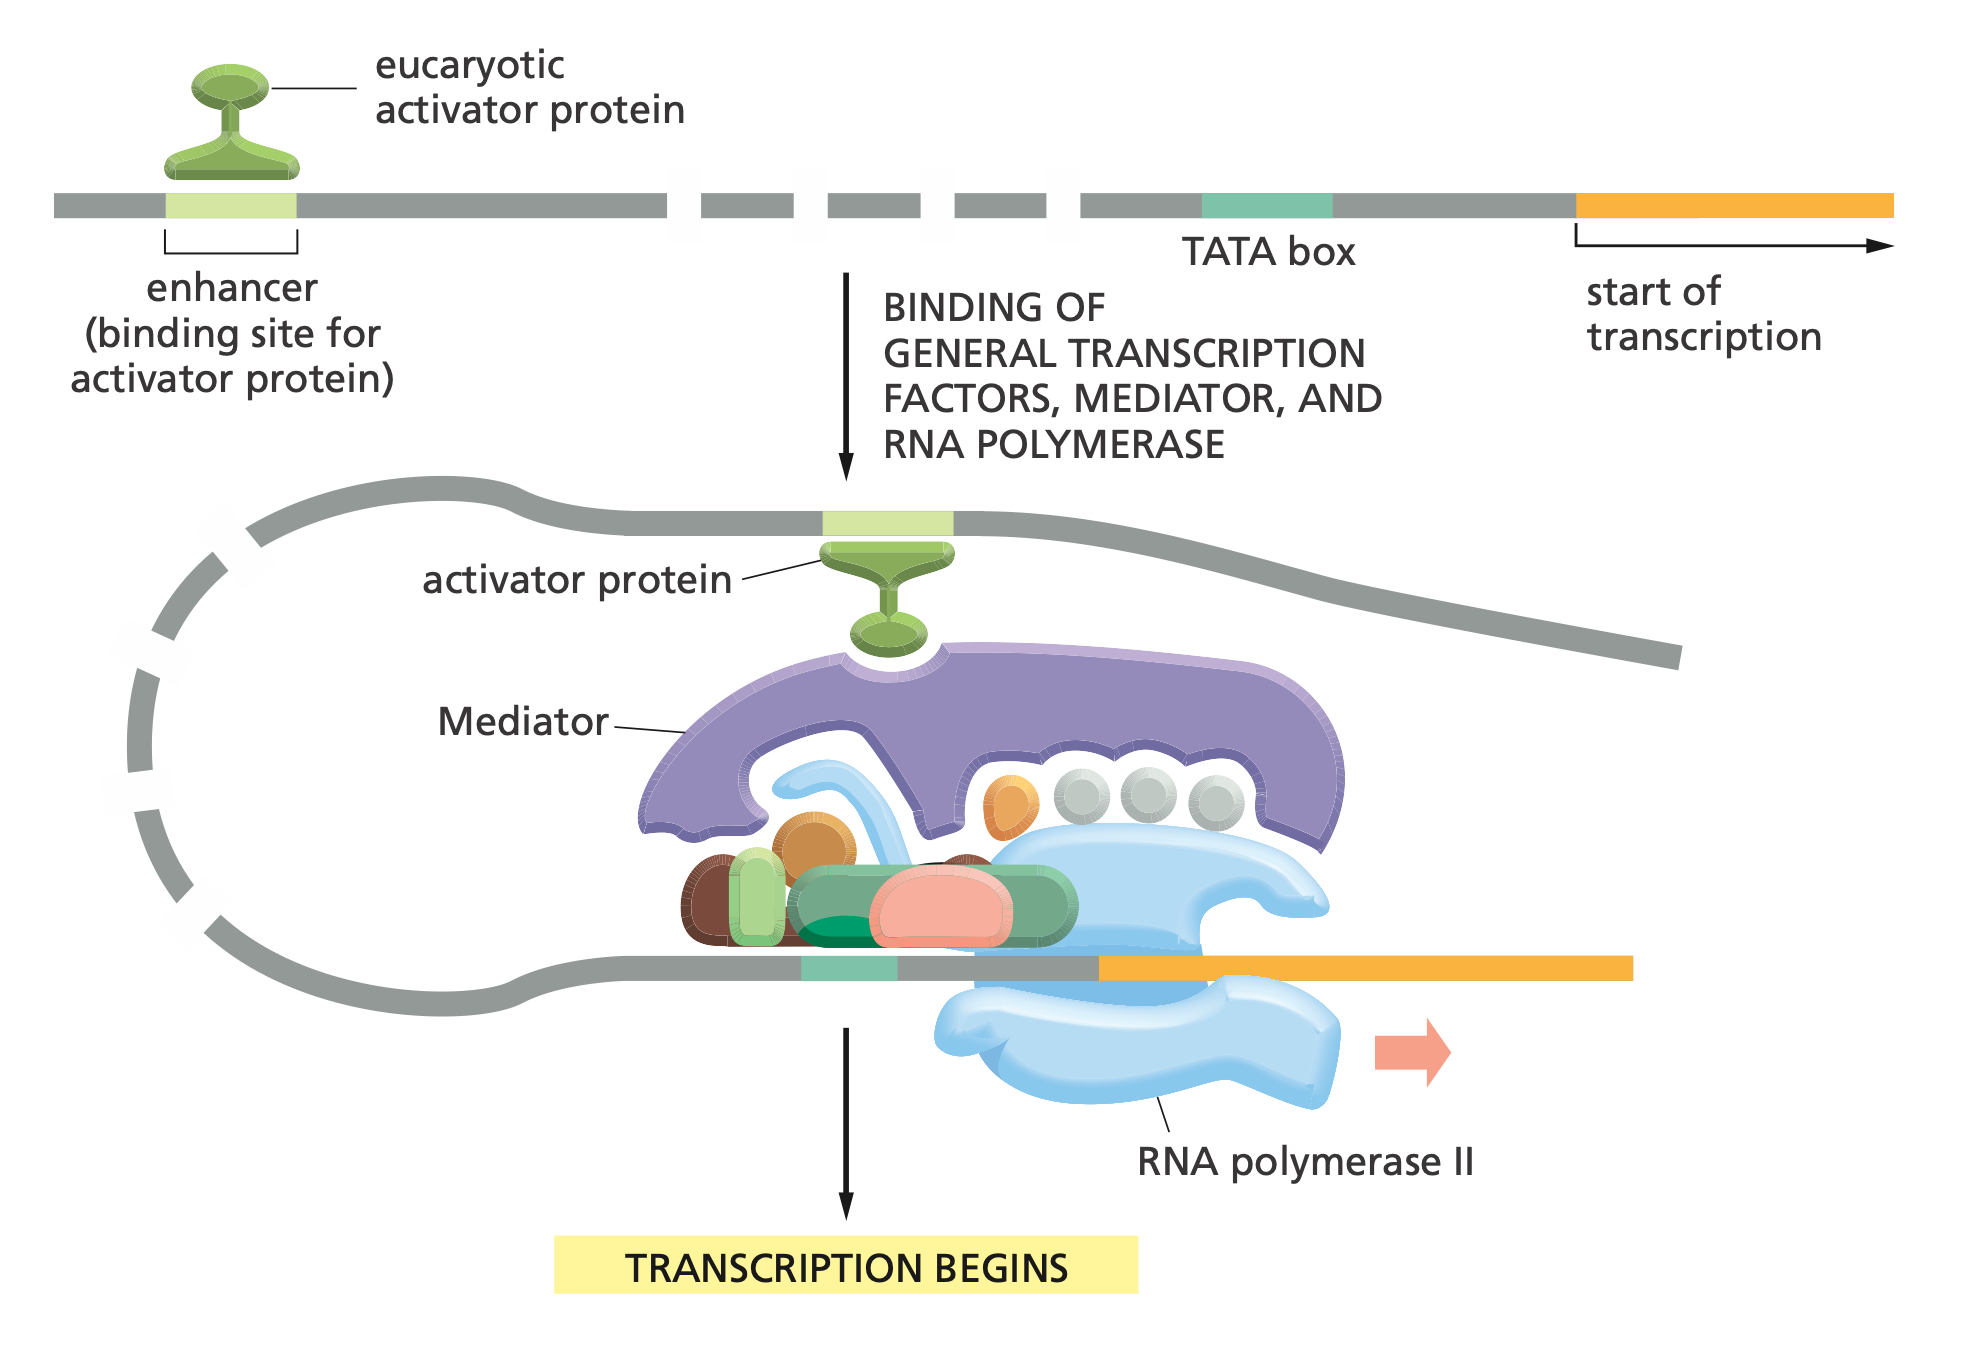 eucaryotic
activator protein
enhancer
(binding site for
activator protein)
TATA box
start of
transcription
BINDING OF
GENERAL TRANSCRIPTION
FACTORS, MEDIATOR, AND
RNA POLYMERASE
activator protein
Mediator
RNA polymerase II
TRANSCRIPTION BEGINS